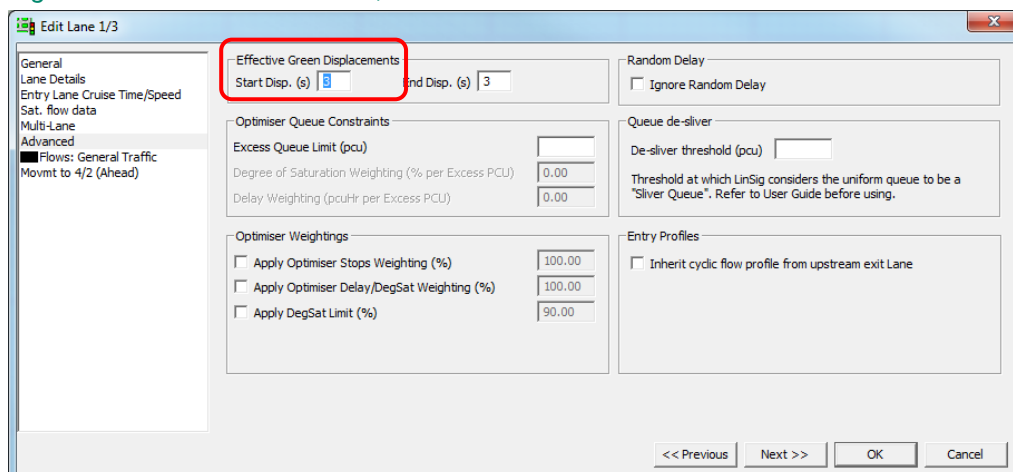 Edit Lane 1/3
General
Lane Details
Entry Lane Cruise Time/Speed
Sat. flow data
Multi-Lane
Advanced
Flows: General Traffic
Movmt to 4/2 (Ahead)
Effective Green Displacements
Start Disp. (s) 3 End Disp. (s) 3
Optimiser Queue Constraints
Excess Queue Limit (pcu)
Degree of Saturation Weighting (% per Excess PCU) 0.00
Delay Weighting (pcuHr per Excess PCU) 0.00
Optimiser Weightings
Apply Optimiser Stops Weighting (%) 100.00
Apply Optimiser Delay/DegSat Weighting (%) 100.00
Apply DegSat Limit (%) 90.00
Random Delay
Ignore Random Delay
Queue de-sliver
De-sliver threshold (pcu)
Threshold at which LinSig considers the uniform queue to be a
"Sliver Queue". Refer to User Guide before using.
Entry Profiles
Inherit cyclic flow profile from upstream exit Lane
<< Previous Next >> OK Cancel